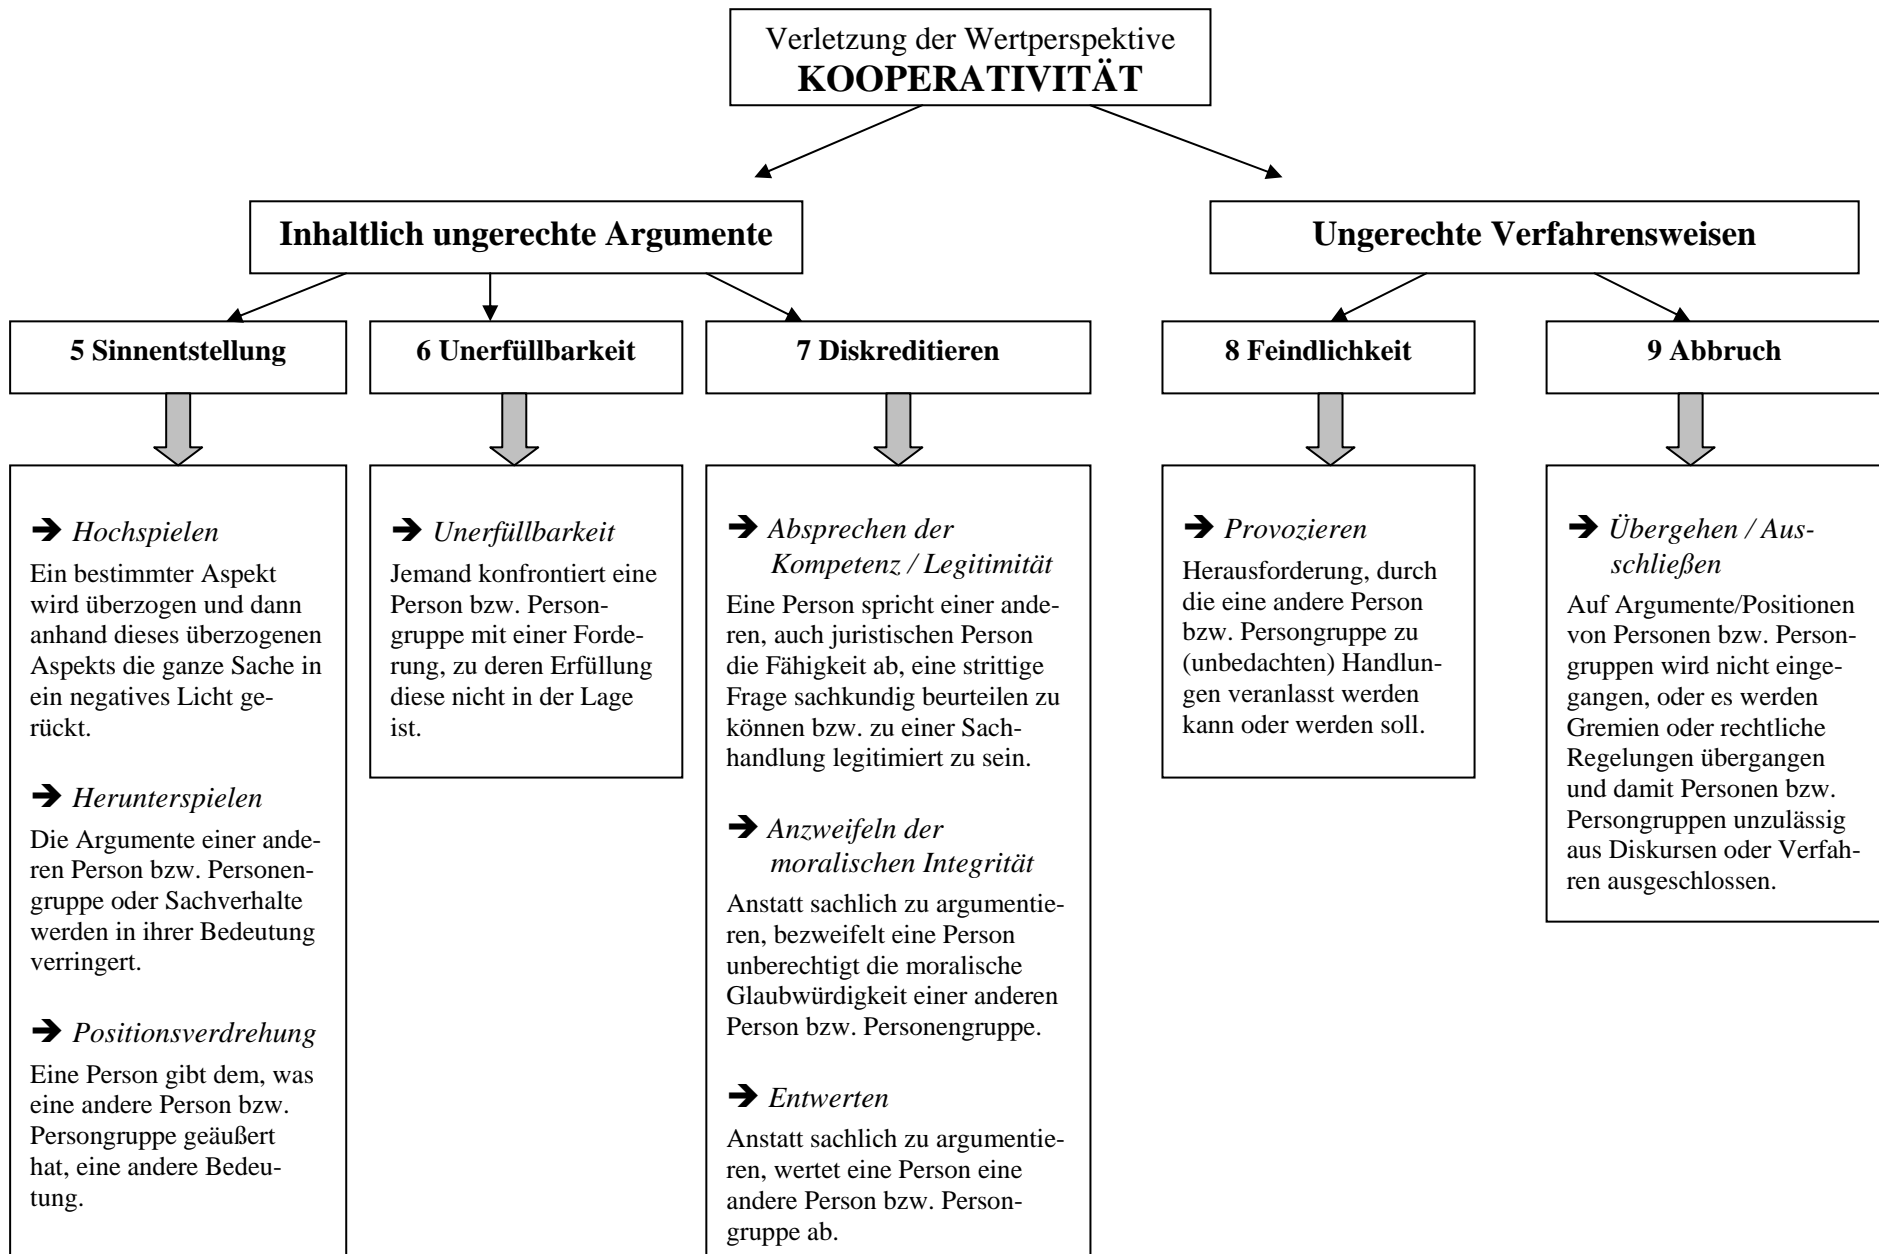 Verletzung der Wertperspektive
KOOPERATIVITÄT
Inhaltlich ungerechte Argumente
Ungerechte Verfahrensweisen
5 Sinnentstellung
6 Unerfüllbarkeit
7 Diskreditieren
8 Feindlichkeit
9 Abbruch
➔ Hochspielen
Ein bestimmter Aspekt
wird überzogen und dann
anhand dieses überzogenen
Aspekts die ganze Sache in
ein negatives Licht ge-
rückt.
➔ Herunterspielen
Die Argumente einer ande-
ren Person bzw. Personen-
gruppe oder Sachverhalte
werden in ihrer Bedeutung
verringert.
➔ Positionsverdrehung
Eine Person gibt dem, was
eine andere Person bzw.
Persongruppe geäußert
hat, eine andere Bedeu-
tung.
➔ Unerfüllbarkeit
Jemand konfrontiert eine
Person bzw. Person-
gruppe mit einer Forde-
rung, zu deren Erfüllung
diese nicht in der Lage
ist.
➔ Absprechen der
Kompetenz / Legitimität
Eine Person spricht einer ande-
ren, auch juristischen Person
die Fähigkeit ab, eine strittige
Frage sachkundig beurteilen zu
können bzw. zu einer Sach-
handlung legitimiert zu sein.
➔ Anzweifeln der
moralischen Integrität
Anstatt sachlich zu argumentie-
ren, bezweifelt eine Person
unberechtigt die moralische
Glaubwürdigkeit einer anderen
Person bzw. Personengruppe.
➔ Entwerten
Anstatt sachlich zu argumentie-
ren, wertet eine Person eine
andere Person bzw. Person-
gruppe ab.
➔ Provozieren
Herausforderung, durch
die eine andere Person
bzw. Persongruppe zu
(unbedachten) Handlun-
gen veranlasst werden
kann oder werden soll.
➔ Übergehen / Aus-
schließen
Auf Argumente/Positionen
von Personen bzw. Person-
gruppen wird nicht einge-
gangen, oder es werden
Gremien oder rechtliche
Regelungen übergangen
und damit Personen bzw.
Persongruppen unzulässig
aus Diskursen oder Verfah-
ren ausgeschlossen.